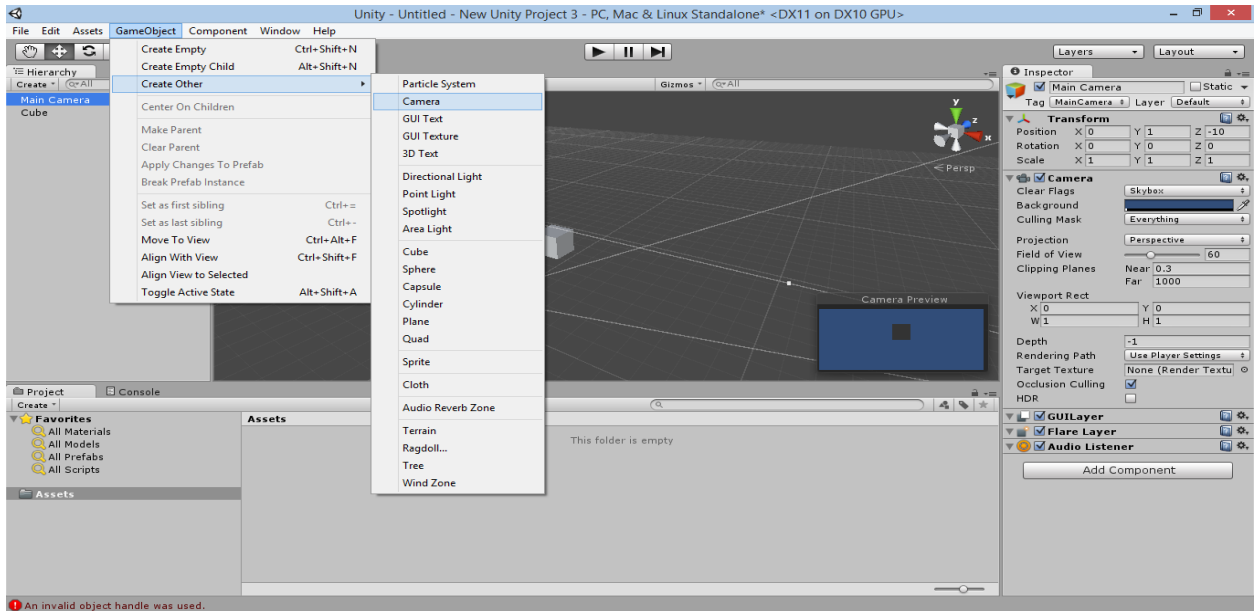 Unity - Untitled - New Unity Project 3 - PC, Mac & Linux Standalone* <DX11 on DX10 GPU>
File Edit Assets GameObject Component Window Help
Layers Layout
Create Empty Ctrl+Shift+N
Create Empty Child Alt+Shift+N
Create Other
Center On Children
Make Parent
Clear Parent
Apply Changes To Prefab
Break Prefab Instance
Set as first sibling Ctrl+=
Set as last sibling Ctrl+-
Move To View Ctrl+Alt+F
Align With View Ctrl+Shift+F
Align View to Selected
Toggle Active State Alt+Shift+A
Particle System
Camera
GUI Text
GUI Texture
3D Text
Directional Light
Point Light
Spotlight
Area Light
Cube
Sphere
Capsule
Cylinder
Plane
Quad
Sprite
Cloth
Audio Reverb Zone
Terrain
Ragdoll...
Tree
Wind Zone
Hierarchy
Create All
Main Camera
Cube
Gizmos All
y
z
x
Persp
Camera Preview
Inspector
Main Camera Static
Tag MainCamera Layer Default
Transform
Position X 0 Y 1 Z -10
Rotation X 0 Y 0 Z 0
Scale X 1 Y 1 Z 1
Camera
Clear Flags Skybox
Background
Culling Mask Everything
Projection Perspective
Field of View 60
Clipping Planes Near 0.3
Far 1000
Viewport Rect
X 0 Y 0
W 1 H 1
Depth -1
Rendering Path Use Player Settings
Target Texture None (Render Textu
Occlusion Culling
HDR
GUILayer
Flare Layer
Audio Listener
Add Component
Project Console
Create
Favorites
All Materials
All Models
All Prefabs
All Scripts
Assets
Assets
This folder is empty
An invalid object handle was used.